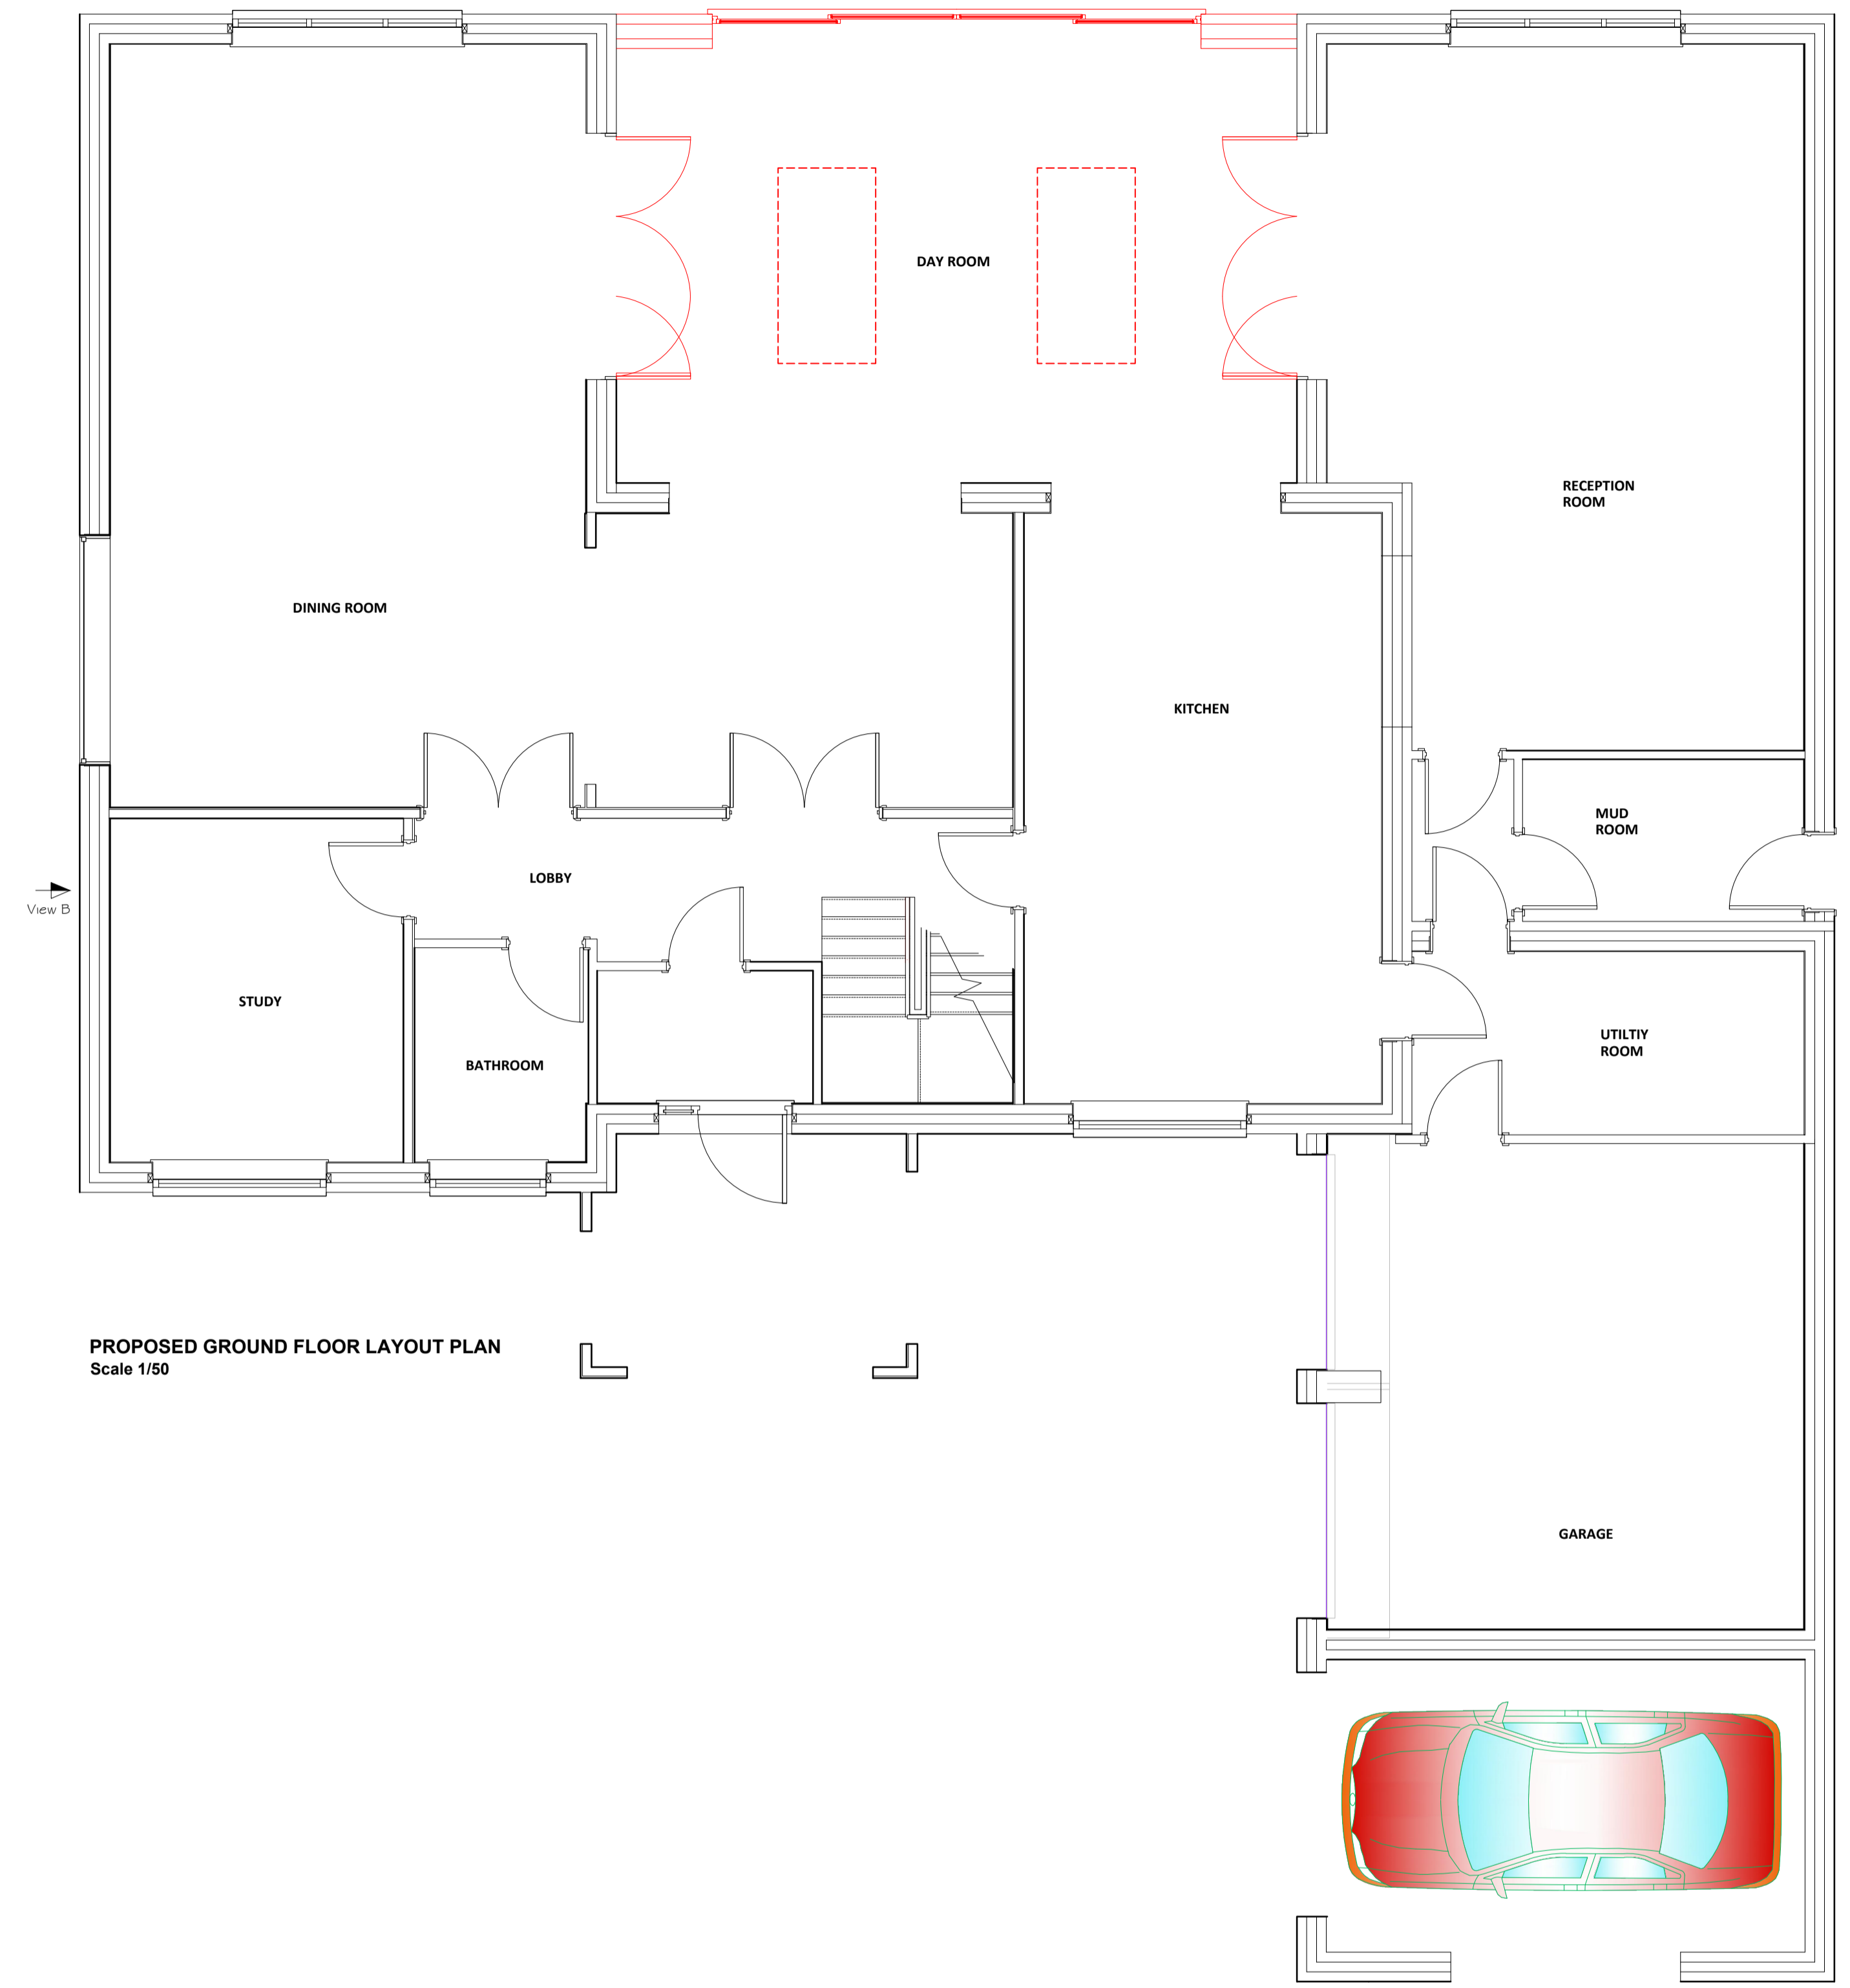 DAY ROOM
RECEPTION
ROOM
DINING ROOM
KITCHEN
MUD
ROOM
LOBBY
View B
STUDY
UTILTIY
ROOM
BATHROOM
PROPOSED GROUND FLOOR LAYOUT PLAN
Scale 1/50
GARAGE